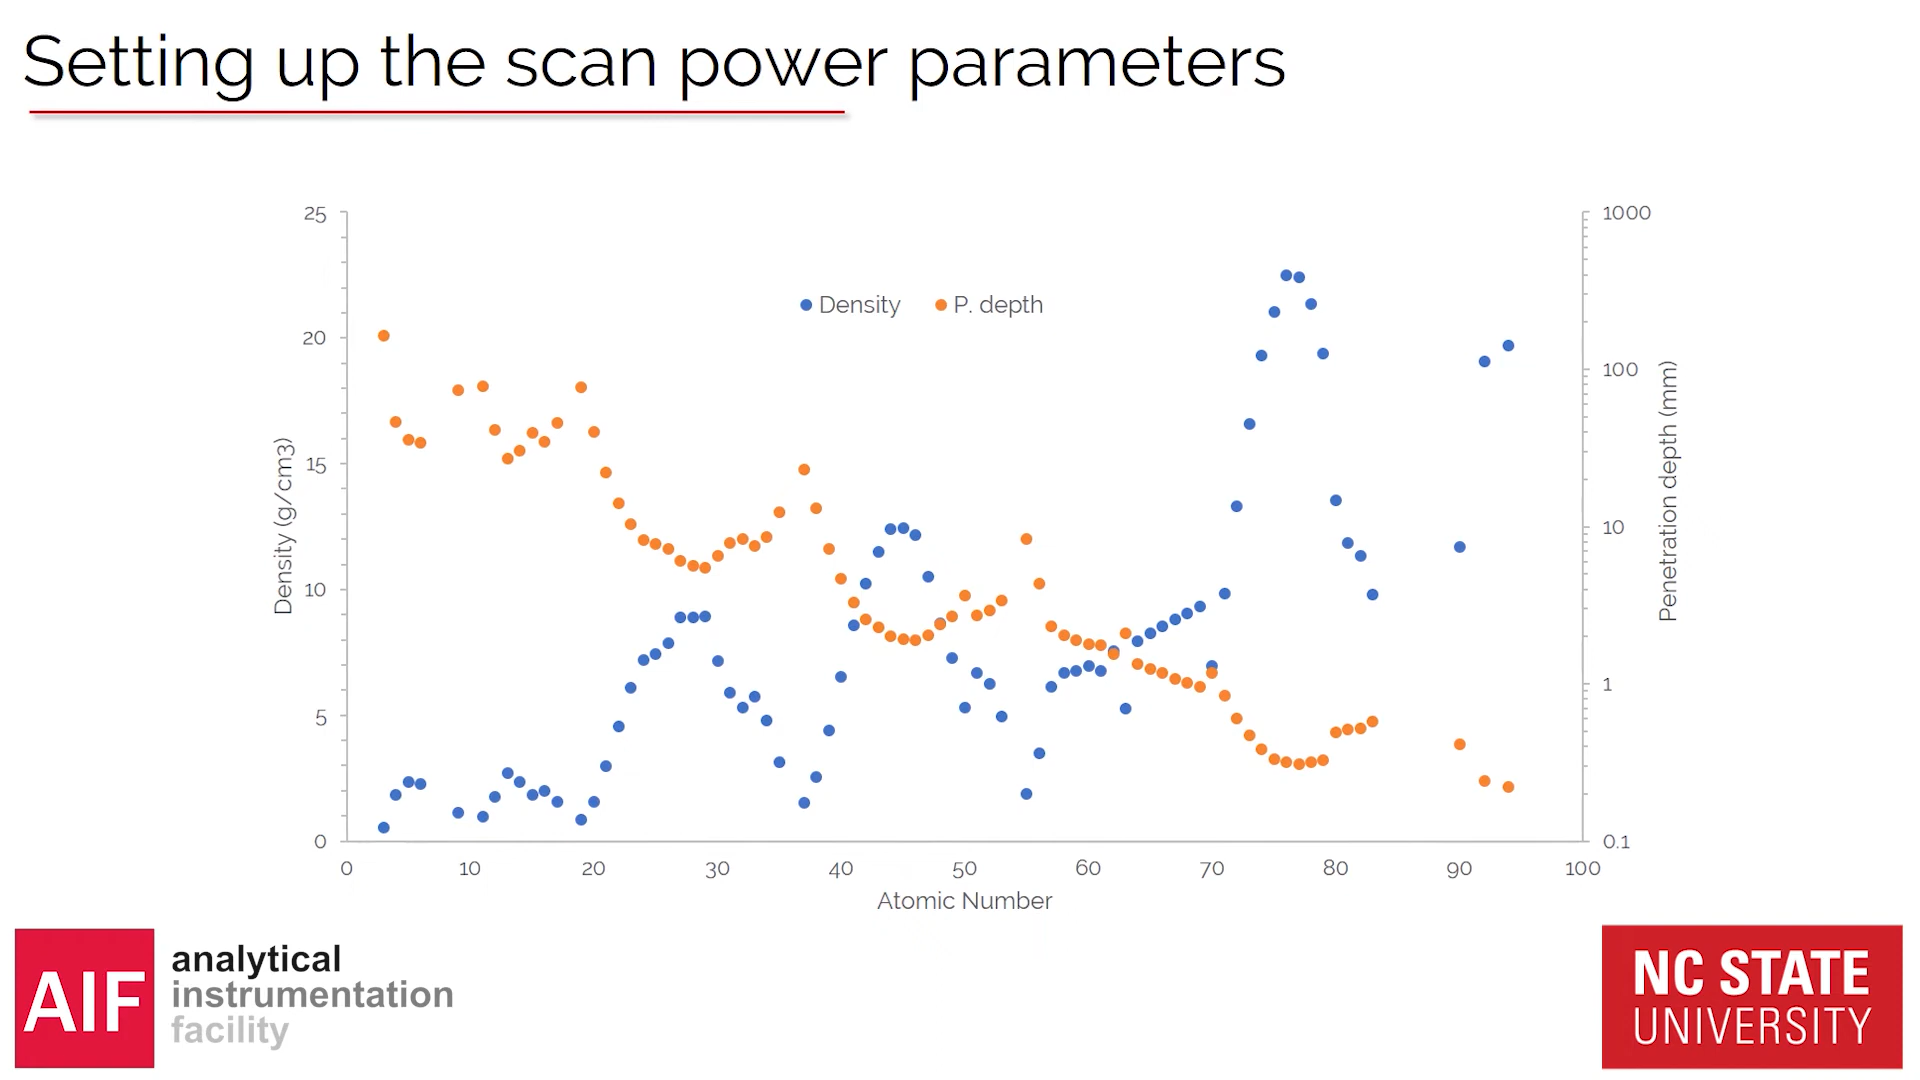 Setting up the scan power parameters
25
20
15
10
5
0
Density (g/cm3)
Density
P. depth
1000
100
10
1
0.1
Penetration depth (mm)
0 10 20 30 40 50 60 70 80 90 100
Atomic Number
AIF
analytical
instrumentation
facility
NC STATE
UNIVERSITY